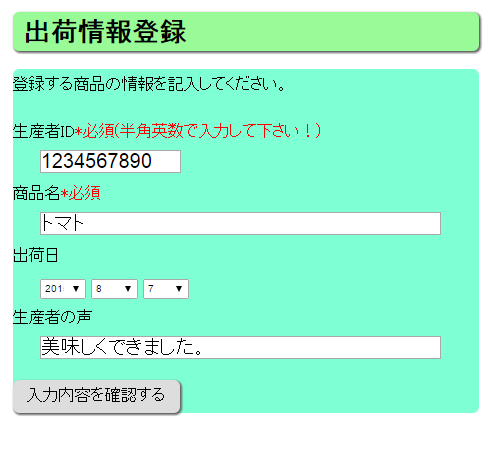 出荷情報登録
登録する商品の情報を記入してください。
生産者ID*必須(半角英数で入力して下さい！)
1234567890
商品名*必須
トマト
出荷日
201 8 7
生産者の声
美味しくできました。
入力内容を確認する